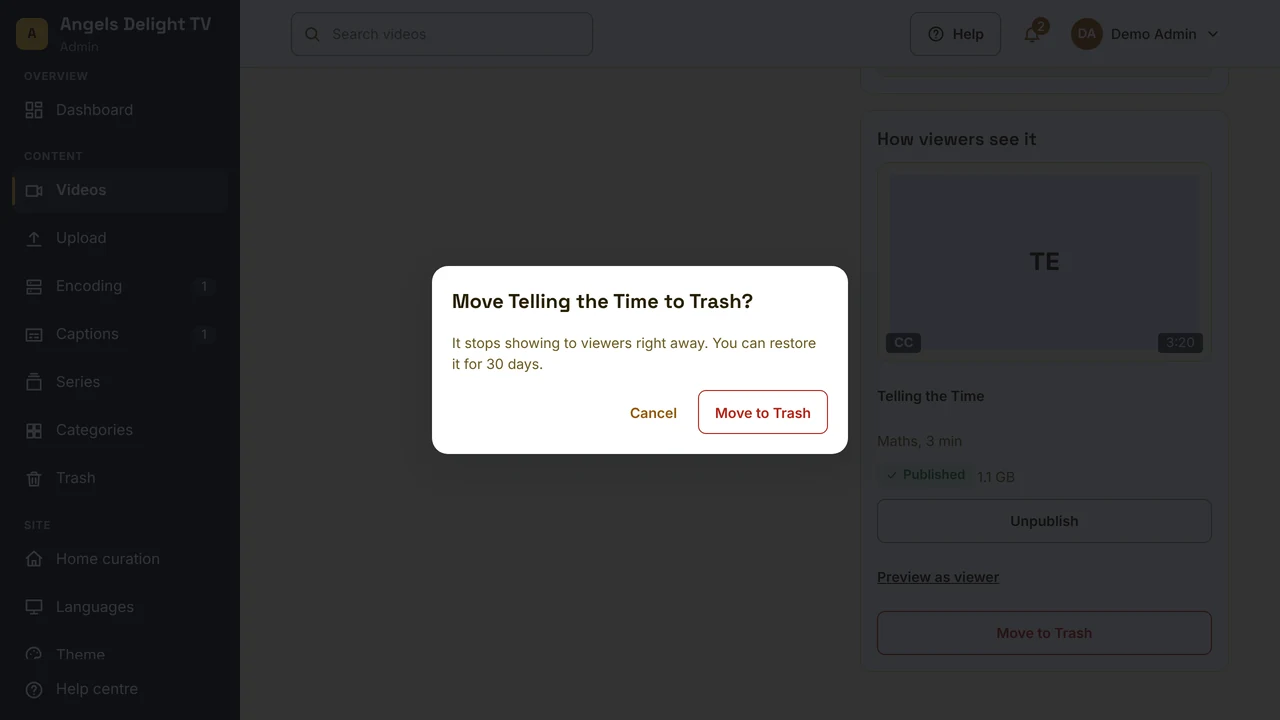 A
Angels Delight TV
Admin
OVERVIEW
Dashboard
CONTENT
Videos
Upload
Encoding 1
Captions 1
Series
Categories
Trash
SITE
Home curation
Languages
Theme
Help centre
Search videos
Help
2
DA
Demo Admin
How viewers see it
TE
CC
3:20
Telling the Time
Maths, 3 min
Published 1.1 GB
Unpublish
Preview as viewer
Move to Trash
Move Telling the Time to Trash?
It stops showing to viewers right away. You can restore
it for 30 days.
Cancel
Move to Trash